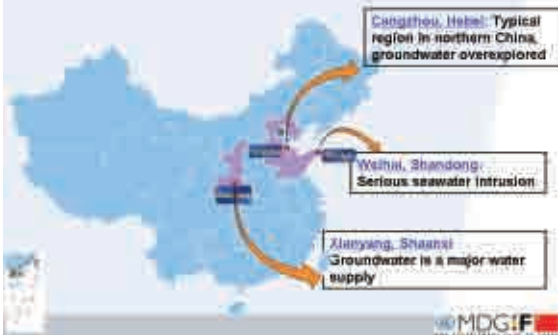 Cangzhou, Hebei: Typical
region in northern China,
groundwater overexplored
Weihai, Shandong:
Serious seawater intrusion
Xianyang, Shaanxi
Groundwater is a major water
supply
MDG:F